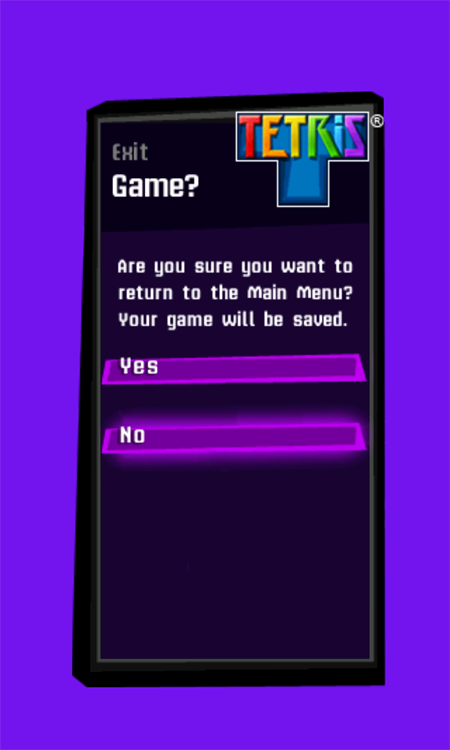 TETRiS®
Exit
Game?
Are you sure you want to
return to the Main Menu?
Your game will be saved.
Yes
No